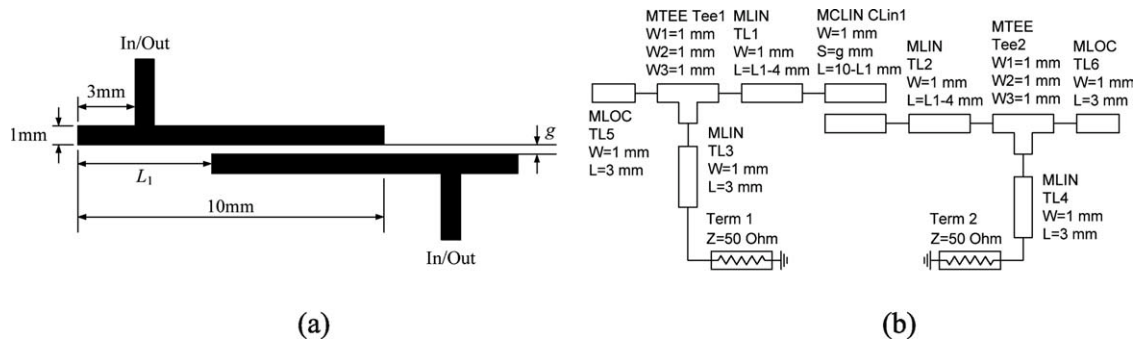 In/Out
3mm
1mm
g
L1
10mm
In/Out
(a)
MTEE Tee1
W1=1 mm
W2=1 mm
W3=1 mm
MLIN
TL1
W=1 mm
L=L1-4 mm
MCLIN CLin1
W=1 mm
S=g mm
L=10-L1 mm
MLIN
TL2
W=1 mm
L=L1-4 mm
MTEE
Tee2
W1=1 mm
W2=1 mm
W3=1 mm
MLOC
TL6
W=1 mm
L=3 mm
MLOC
TL5
W=1 mm
L=3 mm
MLIN
TL3
W=1 mm
L=3 mm
Term 1
Z=50 Ohm
Term 2
Z=50 Ohm
MLIN
TL4
W=1 mm
L=3 mm
(b)